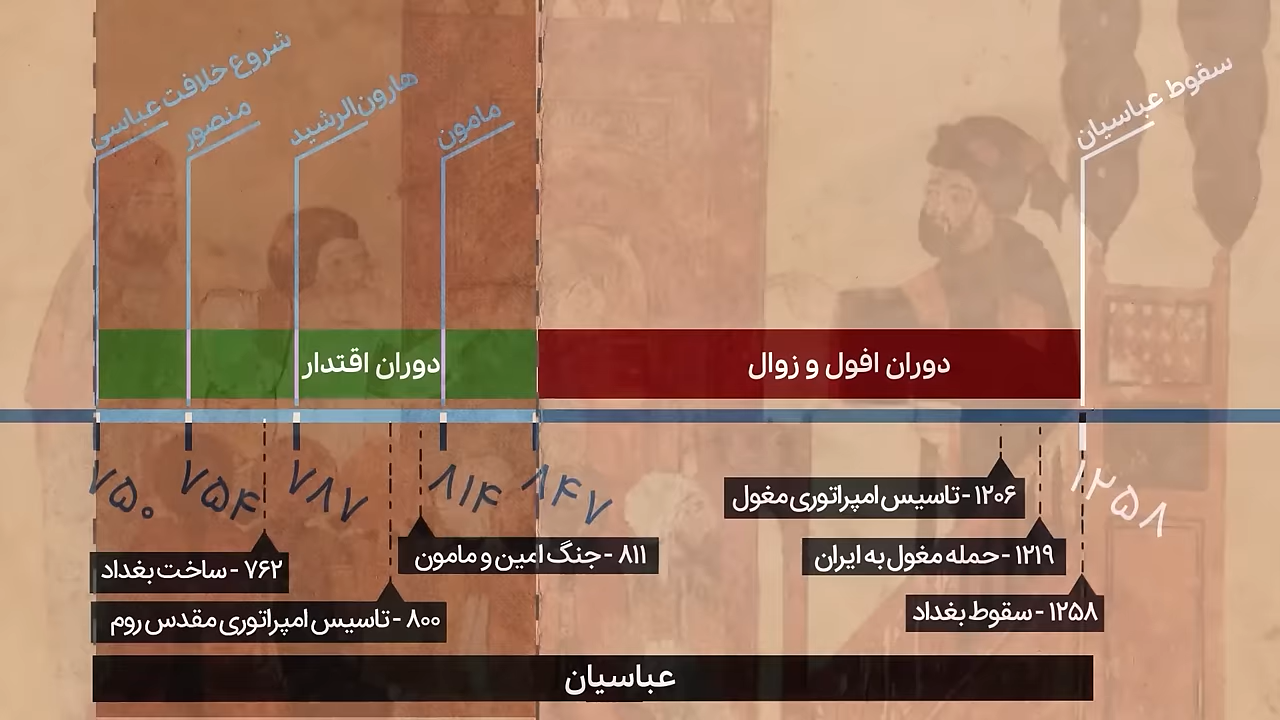 شروع خلافت عباسی
منصور
هارون‌الرشید
مامون
سقوط عباسیان
دوران اقتدار
دوران افول و زوال
۷۵۰
۷۵۴
۷۸۷
۸۱۴
۸۴۷
۱۲۵۸
۱۲۰۶ - تاسیس امپراتوری مغول
۸۱۱ - جنگ امین و مامون
۱۲۱۹ - حمله مغول به ایران
۷۶۲ - ساخت بغداد
۸۰۰ - تاسیس امپراتوری مقدس روم
۱۲۵۸ - سقوط بغداد
عباسیان